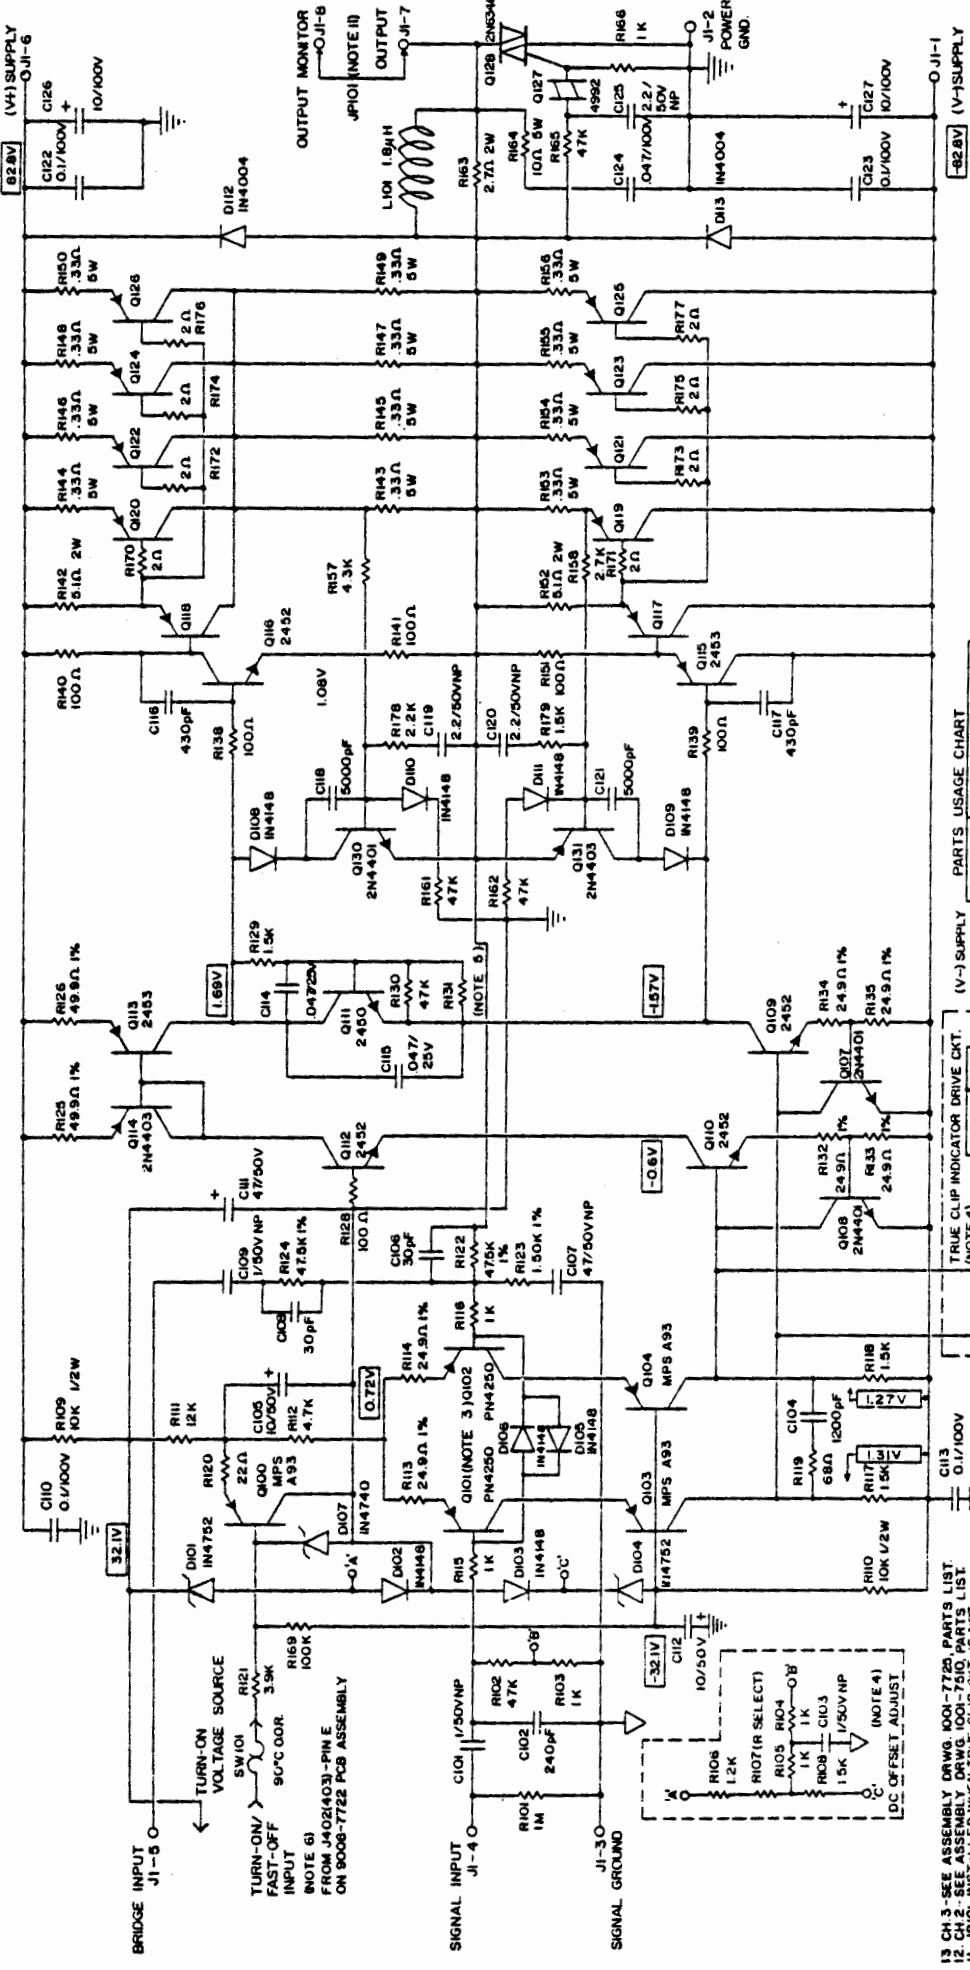 (V+) SUPPLY
J1-6
82.8V
C126
10/100V
C122
0.1/100V
OUTPUT MONITOR
J1-8
JP101 (NOTE 11)
OUTPUT
J1-7
Q128
R166
1K
J1-2
POWER
GND.
Q127
4992
C125
2.2/
50V
NP
R165
47K
C124
.047/100V
R164
10Ω 5W
R163
2.7Ω 2W
L101 1.8μH
D112
1N4004
D113
1N4004
C127
10/100V
C123
0.1/100V
J1-1
-82.8V
(V-) SUPPLY
R150
.33Ω
5W
Q126
2Ω
R176
R149
.33Ω
5W
R156
.33Ω
5W
Q125
R177
2Ω
R148
.33Ω
5W
Q124
2Ω
R174
R147
.33Ω
5W
R155
.33Ω
5W
Q123
R175
2Ω
R146
.33Ω
5W
Q122
2Ω
R172
R145
.33Ω
5W
R154
.33Ω
5W
Q121
R173
2Ω
R144
.33Ω
5W
Q120
R170
2Ω
R143
.33Ω
5W
R153
.33Ω
5W
Q119
R171
2Ω
R142
5.1Ω 2W
Q118
R157
4.3K
R158
2.7K
R152
5.1Ω 2W
Q117
R140
100Ω
C116
430pF
Q116
2452
1.08V
R141
100Ω
R151
100Ω
Q115
2453
C117
430pF
R138
100Ω
R139
100Ω
R178
2.2K
C119
2.2/50VNP
C120
2.2/50VNP
R179
1.5K
D108
1N4148
C118
5000pF
D110
1N4148
Q130
2N4401
R161
47K
R162
47K
D111
1N4148
C121
5000pF
Q131
2N4403
D109
1N4148
R126
49.9Ω 1%
Q113
2453
1.69V
R129
1.5K
C114
.047/25V
Q111
2450
R130
47K
R131
(NOTE 5)
C115
.047/
25V
-1.57V
Q109
2452
R134
24.9Ω 1%
R135
24.9Ω 1%
Q107
2N4401
R125
49.9Ω 1%
Q114
2N4403
Q112
2452
R128
100Ω
-0.6V
Q110
2452
R132
24.9Ω 1%
R133
24.9Ω 1%
Q108
2N4401
C111
47/50V
C109
1/50V NP
R124
47.5K 1%
C108
30pF
C106
30pF
R122
47.5K
1%
R123
1.50K 1%
C107
47/50VNP
R116
1K
C110
0.1/100V
R109
10K 1/2W
R111
12K
C105
10/50V
R112
4.7K
0.72V
R120
22Ω
Q100
MPS
A93
D107
1N4740
R114
24.9Ω 1%
R113
24.9Ω 1%
Q101 (NOTE 3) Q102
PN4250
PN4250
D106
1N4148
D105
1N4148
Q104
MPS A93
Q103
MPS A93
C104
1200pF
R119
68Ω
R118
1.5K
1.27V
1.31V
R117
1.5K
C113
0.1/100V
32.1V
D101
1N4752
'A'
D102
1N4148
R115
1K
D103
1N4148
'C'
D104
1N4752
R110
10K 1/2W
C112
10/50V
-32.1V
R169
100K
R121
3.9K
SW101
90°C O.O.R.
TURN-ON
VOLTAGE SOURCE
BRIDGE INPUT
J1-5
TURN-ON/
FAST-OFF
INPUT
(NOTE 6)
FROM J402(403)-PIN E
ON 9008-7722 PCB ASSEMBLY
SIGNAL INPUT
J1-4
R101
1M
C101
1/50VNP
C102
240pF
R102
47K
'B'
R103
1K
J1-3
SIGNAL GROUND
'A'
R106
1.2K
R107 (R SELECT)
R105
1K
R104
1K
'B'
R108
15K
C103
1/50VNP
'C'
(NOTE 4)
DC OFFSET ADJUST
TRUE CLIP INDICATOR DRIVE CKT.
(V-) SUPPLY
PARTS USAGE CHART
13. CH.3-SEE ASSEMBLY DRWG. 1001-7725, PARTS LIST.
12. CH.2-SEE ASSEMBLY DRWG. 1001-7510, PARTS LIST.